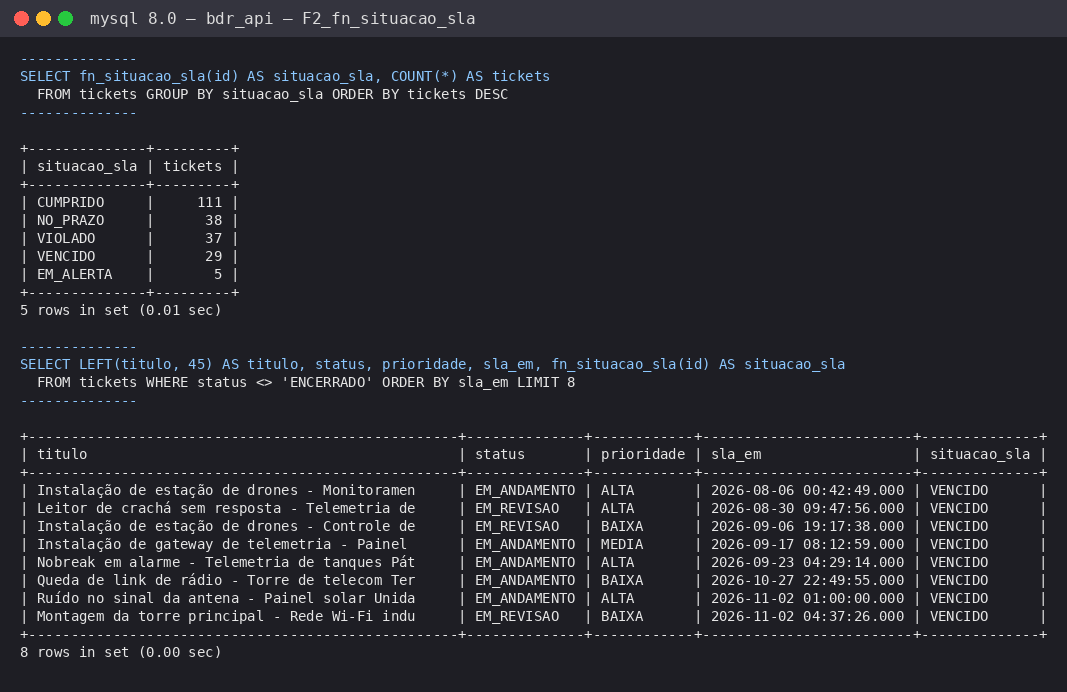 mysql 8.0 — bdr_api — F2_fn_situacao_sla
--------------
SELECT fn_situacao_sla(id) AS situacao_sla, COUNT(*) AS tickets
  FROM tickets GROUP BY situacao_sla ORDER BY tickets DESC
--------------
+--------------+---------+
| situacao_sla | tickets |
+--------------+---------+
| CUMPRIDO     |     111 |
| NO_PRAZO     |      38 |
| VIOLADO      |      37 |
| VENCIDO      |      29 |
| EM_ALERTA    |       5 |
+--------------+---------+
5 rows in set (0.01 sec)
--------------
SELECT LEFT(titulo, 45) AS titulo, status, prioridade, sla_em, fn_situacao_sla(id) AS situacao_sla
  FROM tickets WHERE status <> 'ENCERRADO' ORDER BY sla_em LIMIT 8
--------------
+---------------------------------------------------+--------------+------------+-------------------------+--------------+
| titulo                                            | status       | prioridade | sla_em                  | situacao_sla |
+---------------------------------------------------+--------------+------------+-------------------------+--------------+
| Instalação de estação de drones - Monitoramen     | EM_ANDAMENTO | ALTA       | 2026-08-06 00:42:49.000 | VENCIDO      |
| Leitor de crachá sem resposta - Telemetria de     | EM_REVISAO   | ALTA       | 2026-08-30 09:47:56.000 | VENCIDO      |
| Instalação de estação de drones - Controle de     | EM_REVISAO   | BAIXA      | 2026-09-06 19:17:38.000 | VENCIDO      |
| Instalação de gateway de telemetria - Painel      | EM_ANDAMENTO | MEDIA      | 2026-09-17 08:12:59.000 | VENCIDO      |
| Nobreak em alarme - Telemetria de tanques Pát     | EM_ANDAMENTO | ALTA       | 2026-09-23 04:29:14.000 | VENCIDO      |
| Queda de link de rádio - Torre de telecom Ter     | EM_ANDAMENTO | BAIXA      | 2026-10-27 22:49:55.000 | VENCIDO      |
| Ruído no sinal da antena - Painel solar Unida     | EM_ANDAMENTO | ALTA       | 2026-11-02 01:00:00.000 | VENCIDO      |
| Montagem da torre principal - Rede Wi-Fi indu     | EM_REVISAO   | BAIXA      | 2026-11-02 04:37:26.000 | VENCIDO      |
+---------------------------------------------------+--------------+------------+-------------------------+--------------+
8 rows in set (0.00 sec)